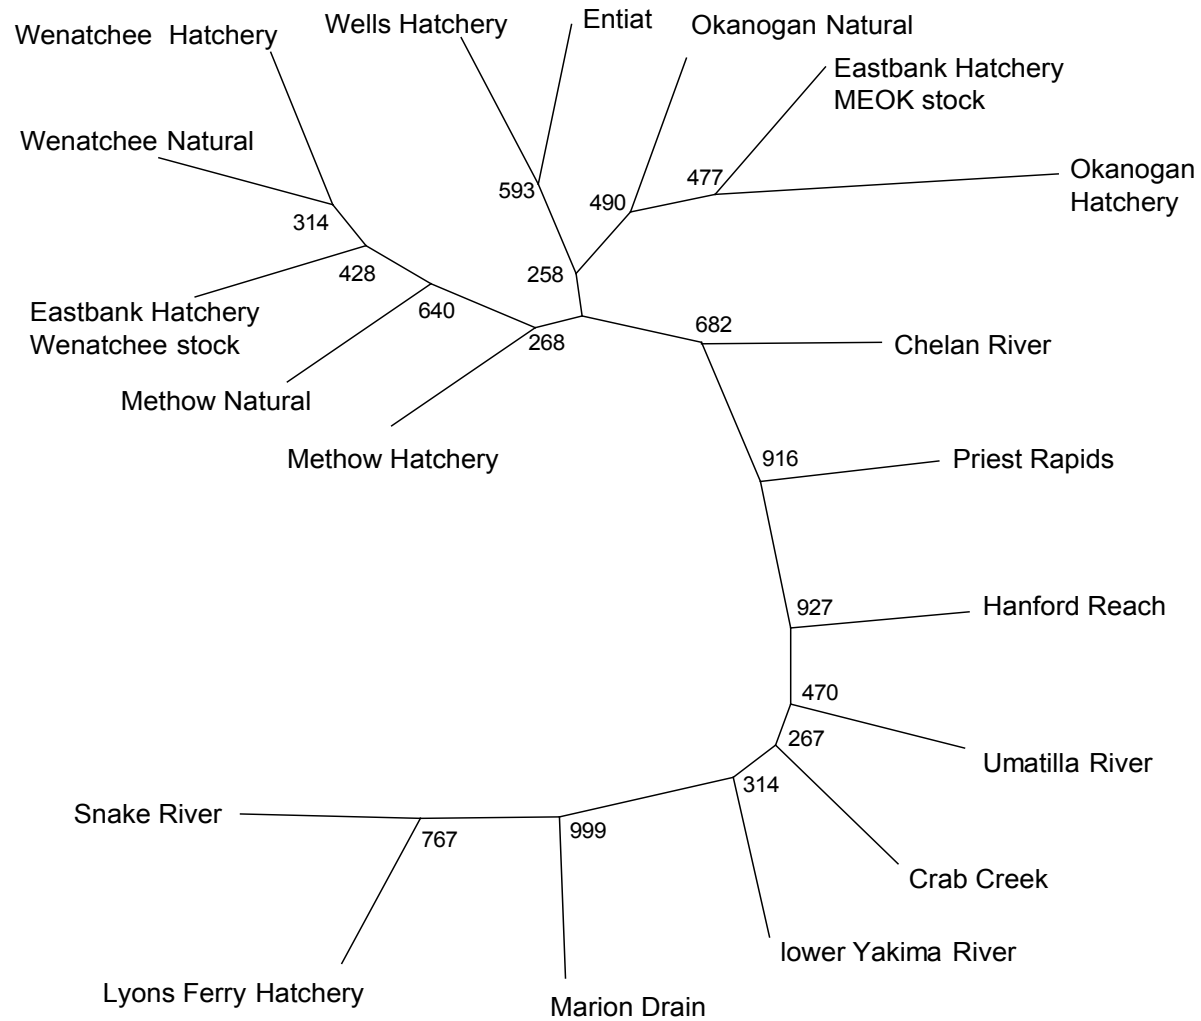 Wenatchee Hatchery
Wells Hatchery
Entiat
Okanogan Natural
Eastbank Hatchery
MEOK stock
Wenatchee Natural
Okanogan
Hatchery
593
490
477
314
428
258
Eastbank Hatchery
Wenatchee stock
640
268
682
Chelan River
Methow Natural
Methow Hatchery
916
Priest Rapids
927
Hanford Reach
470
267
Umatilla River
314
Snake River
767
999
Crab Creek
lower Yakima River
Lyons Ferry Hatchery
Marion Drain